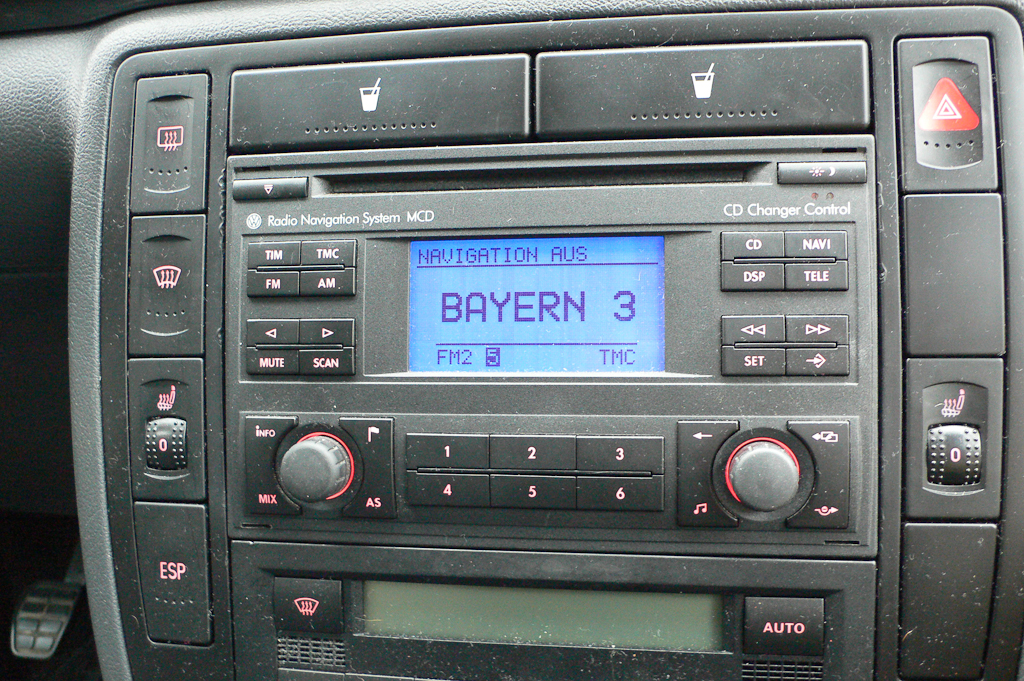 Radio Navigation System MCD
CD Changer Control
TIM TMC
FM AM
NAVIGATION AUS
BAYERN 3
FM2 5 TMC
CD NAVI
DSP TELE
MUTE SCAN
SET
INFO
MIX
AS
1 2 3
4 5 6
0
0
ESP
AUTO